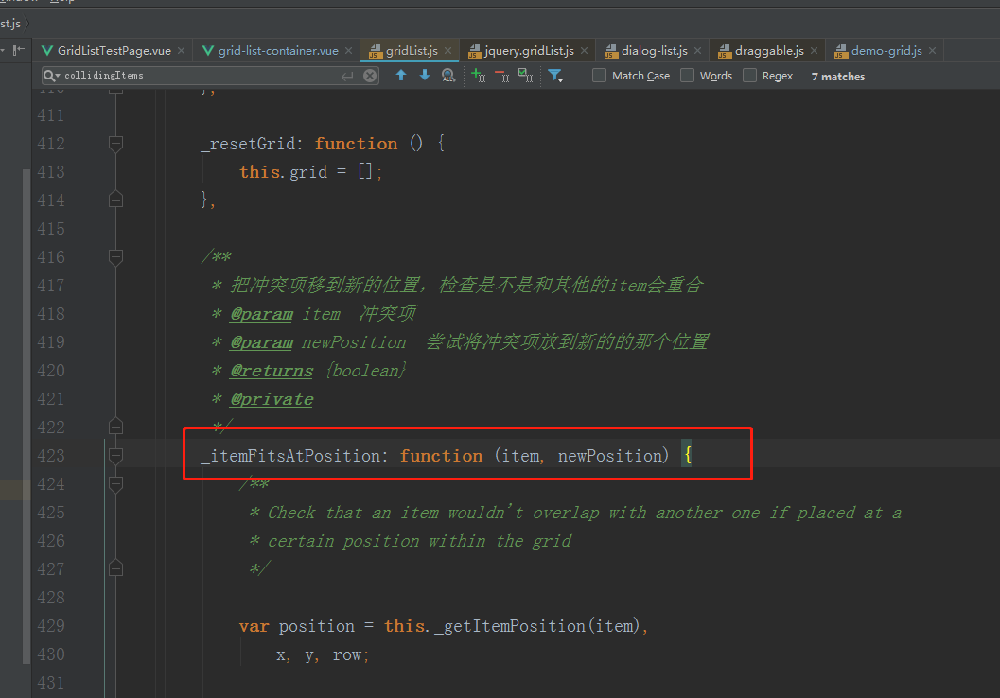 st.js
GridListTestPage.vue grid-list-container.vue gridList.js jquery.gridList.js dialog-list.js draggable.js demo-grid.js
collidingItems Match Case Words Regex 7 matches
411
412 _resetGrid: function () {
413 this.grid = [];
414 },
415
416 /**
417 * 把冲突项移到新的位置，检查是不是和其他的item会重合
418 * @param item 冲突项
419 * @param newPosition 尝试将冲突项放到新的的那个位置
420 * @returns {boolean}
421 * @private
422 */
423 _itemFitsAtPosition: function (item, newPosition) {
424 /**
425 * Check that an item wouldn't overlap with another one if placed at a
426 * certain position within the grid
427 */
428
429 var position = this._getItemPosition(item),
430 x, y, row;
431